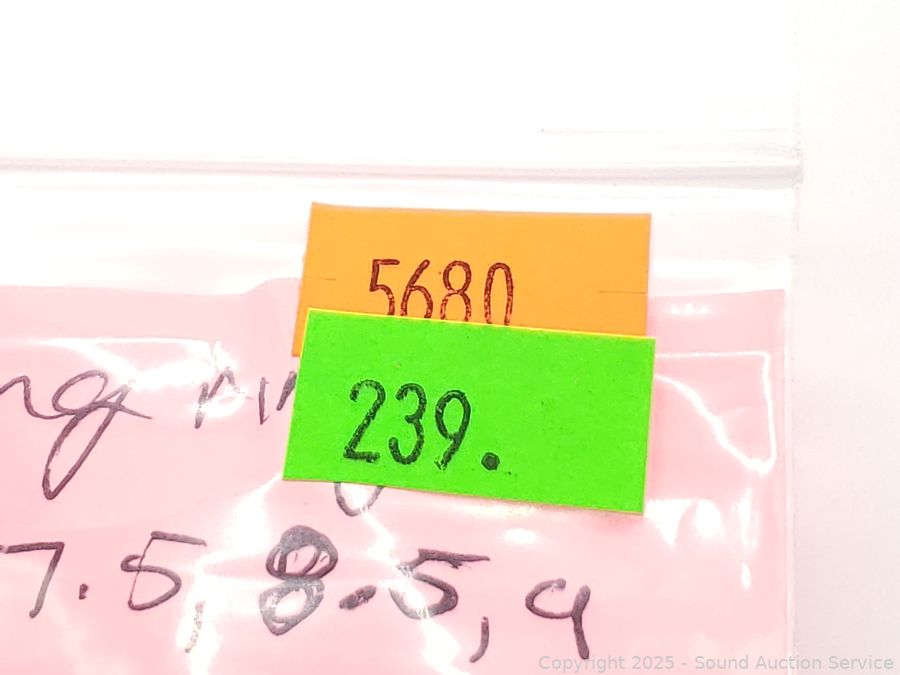 5680
239.
7.5, 8.5, 9
Copyright 2025 - Sound Auction Service